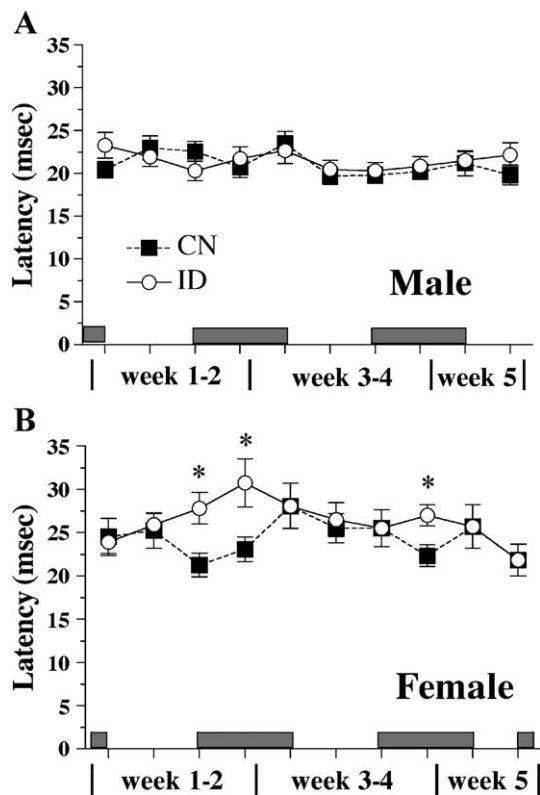 A
35
30
25
20
15
10
5
0
Latency (msec)
CN
ID
Male
week 1-2
week 3-4
week 5
B
35
30
25
20
15
10
5
0
Latency (msec)
*
*
*
Female
week 1-2
week 3-4
week 5